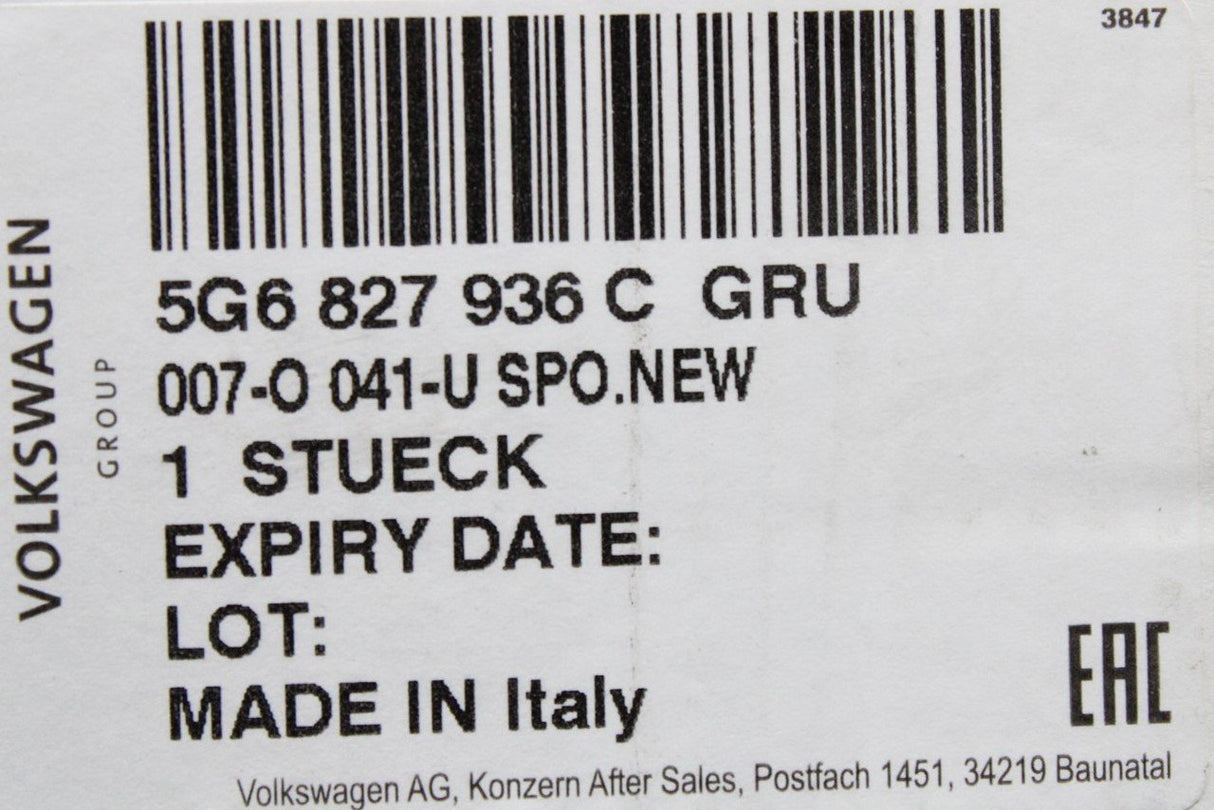 3847
VOLKSWAGEN
GROUP
5G6 827 936 C GRU
007-O 041-U SPO.NEW
1 STUECK
EXPIRY DATE:
LOT:
MADE IN Italy
EAC
Volkswagen AG, Konzern After Sales, Postfach 1451, 34219 Baunatal